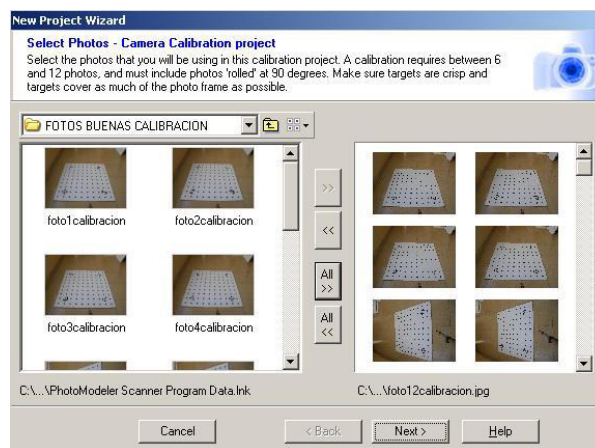 New Project Wizard
Select Photos - Camera Calibration project
Select the photos that you will be using in this calibration project. A calibration requires between 6
and 12 photos, and must include photos 'rolled' at 90 degrees. Make sure targets are crisp and
targets cover as much of the photo frame as possible.
FOTOS BUENAS CALIBRACION
foto1calibracion
foto2calibracion
foto3calibracion
foto4calibracion
>>
<<
All
>>
All
<<
C:\...\PhotoModeler Scanner Program Data.lnk
C:\...\foto12calibracion.jpg
Cancel
< Back
Next >
Help